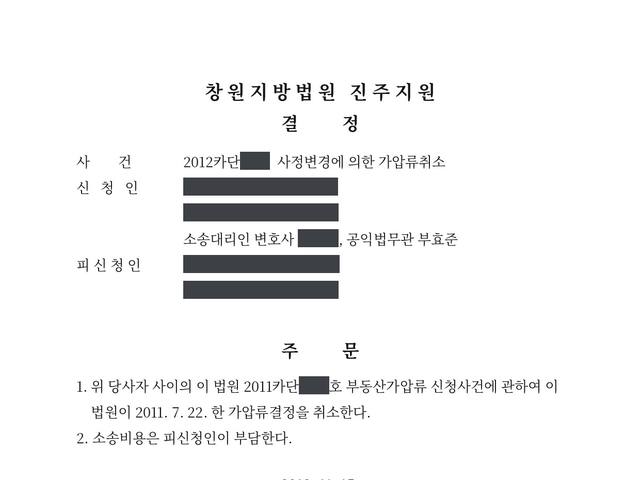 창원지방법원 진주지원
결 정
사 건 2012카단 사정변경에 의한 가압류취소
신 청 인
소송대리인 변호사 , 공익법무관 부효준
피신청인
주 문
1. 위 당사자 사이의 이 법원 2011카단 호 부동산가압류 신청사건에 관하여 이
법원이 2011. 7. 22. 한 가압류결정을 취소한다.
2. 소송비용은 피신청인이 부담한다.